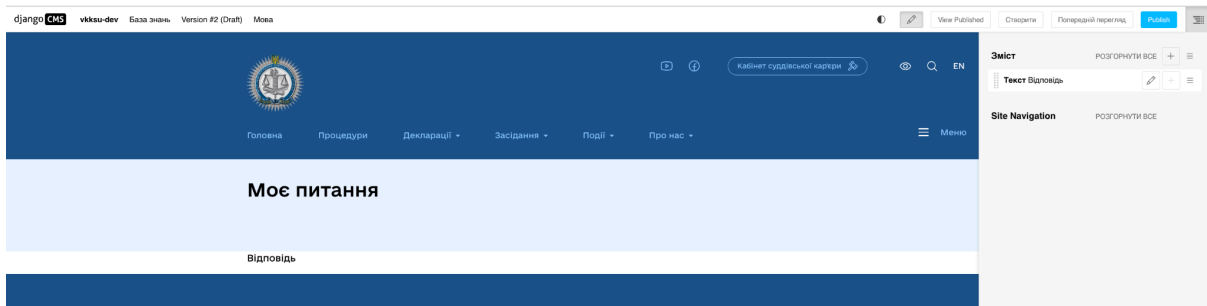 django CMS vkksu-dev База знань Version #2 (Draft) Мова View Published Створити Попередній перегляд Publish
Кабінет суддівської кар'єри EN
Головна Процедури Декларації Засідання Події Про нас Меню
Моє питання
Відповідь
Зміст РОЗГОРНУТИ ВСЕ
Текст Відповідь
Site Navigation РОЗГОРНУТИ ВСЕ